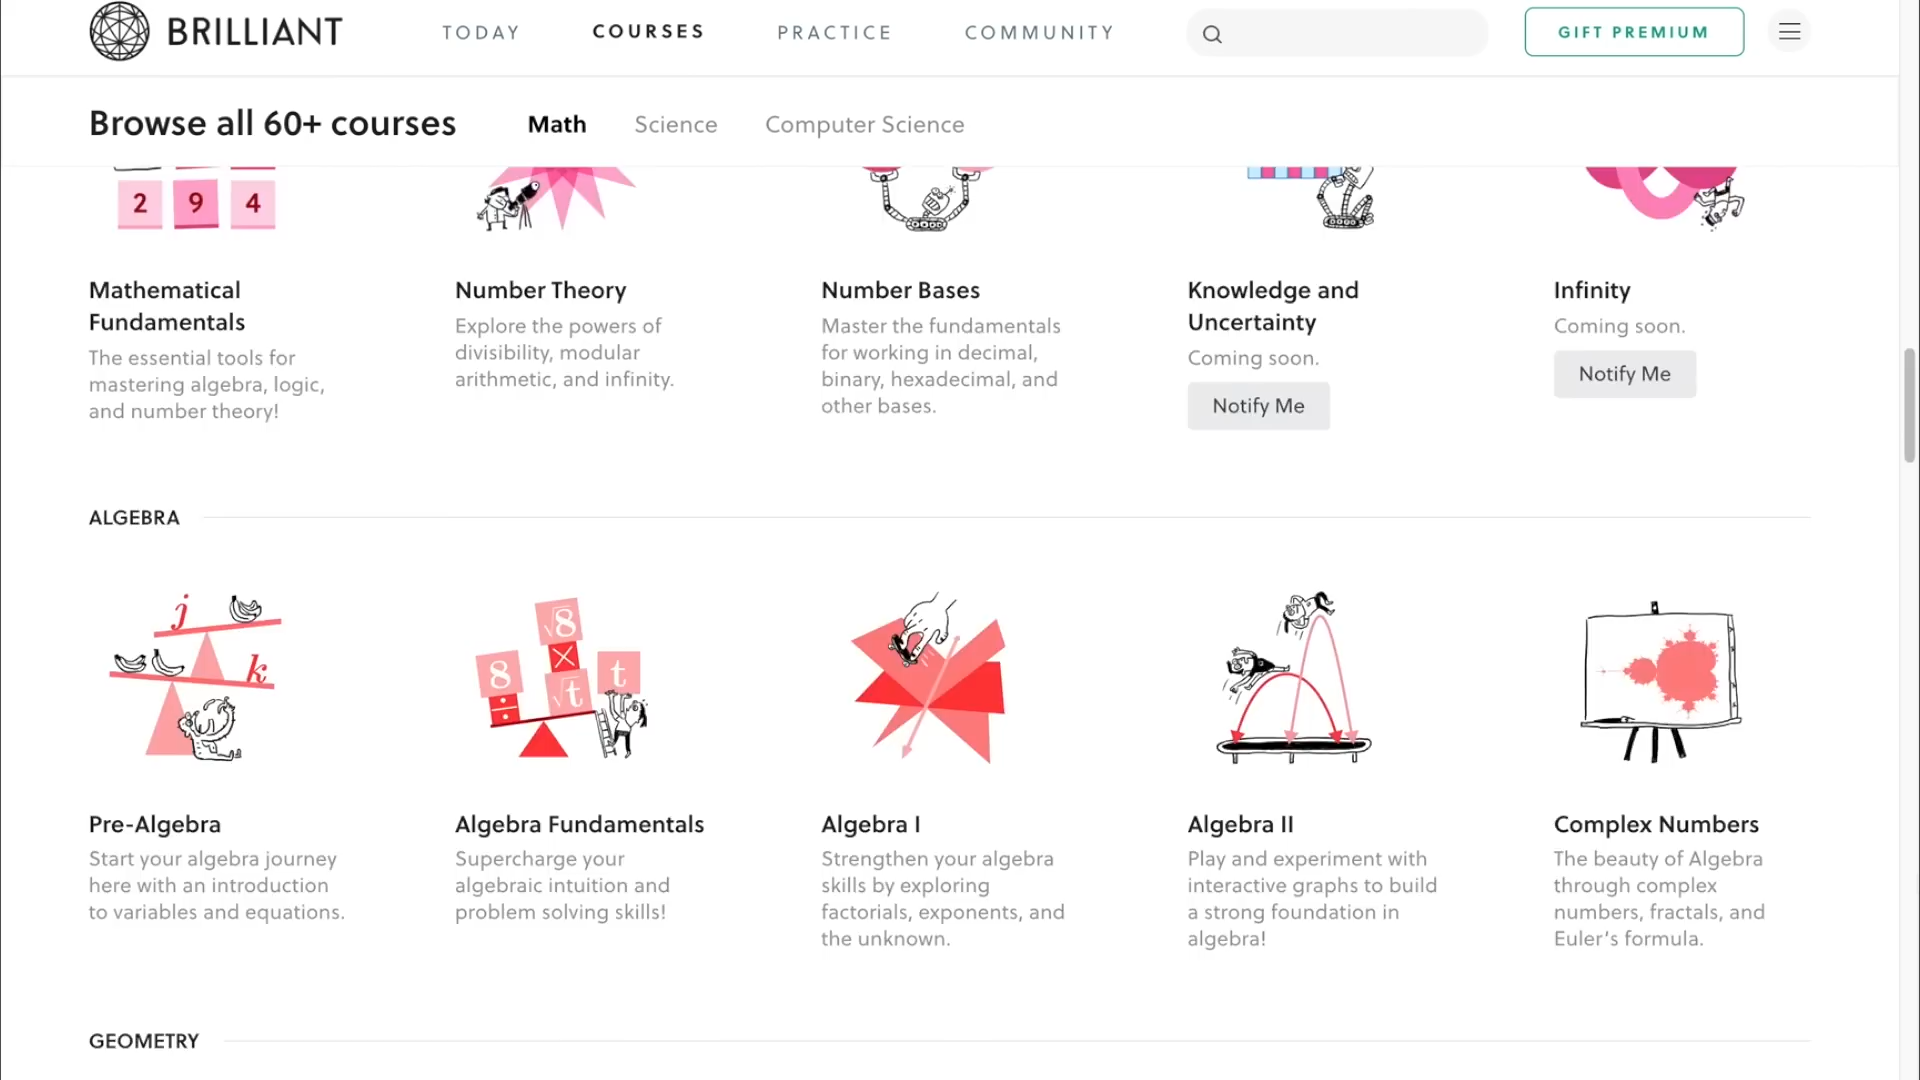 BRILLIANT
TODAY
COURSES
PRACTICE
COMMUNITY
GIFT PREMIUM
Browse all 60+ courses
Math
Science
Computer Science
2 9 4
Mathematical
Fundamentals
The essential tools for
mastering algebra, logic,
and number theory!
Number Theory
Explore the powers of
divisibility, modular
arithmetic, and infinity.
Number Bases
Master the fundamentals
for working in decimal,
binary, hexadecimal, and
other bases.
Knowledge and
Uncertainty
Coming soon.
Notify Me
Infinity
Coming soon.
Notify Me
ALGEBRA
j
k
√8
×
8
÷
√t
t
Pre-Algebra
Start your algebra journey
here with an introduction
to variables and equations.
Algebra Fundamentals
Supercharge your
algebraic intuition and
problem solving skills!
Algebra I
Strengthen your algebra
skills by exploring
factorials, exponents, and
the unknown.
Algebra II
Play and experiment with
interactive graphs to build
a strong foundation in
algebra!
Complex Numbers
The beauty of Algebra
through complex
numbers, fractals, and
Euler's formula.
GEOMETRY